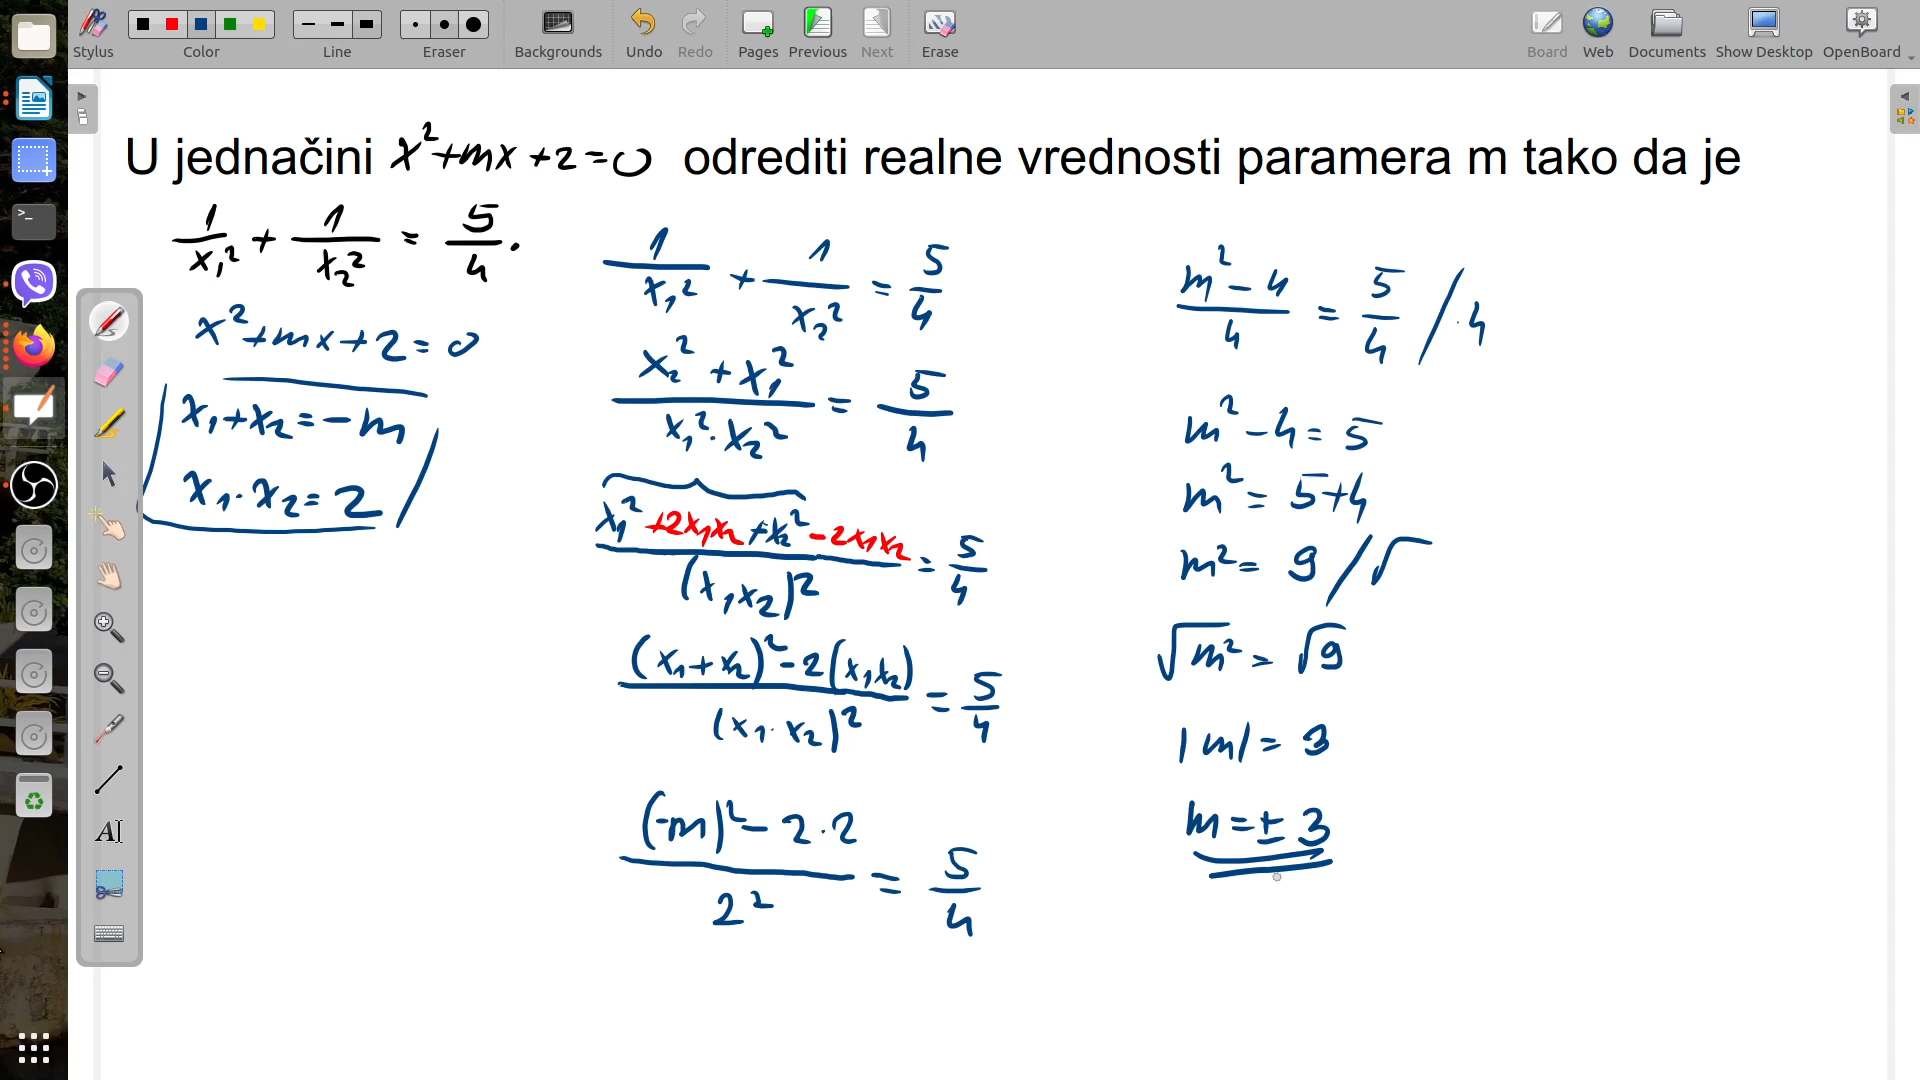 Stylus Color Line Eraser Backgrounds Undo Redo Pages Previous Next Erase Board Web Documents Show Desktop OpenBoard
U jednačini x²+mx+2=0 odrediti realne vrednosti paramera m tako da je
1/x₁² + 1/x₂² = 5/4.
x²+mx+2=0
x₁+x₂=-m
x₁·x₂=2
1/x₁² + 1/x₂² = 5/4
(x₂²+x₁²)/(x₁²·x₂²) = 5/4
(x₁²+2x₁x₂+x₂²-2x₁x₂)/(x₁x₂)² = 5/4
((x₁+x₂)²-2(x₁x₂))/(x₁·x₂)² = 5/4
((-m)²-2·2)/2² = 5/4
(m²-4)/4 = 5/4 /·4
m²-4=5
m²=5+4
m²=9 /√
√m²=√9
|m|=3
m=±3